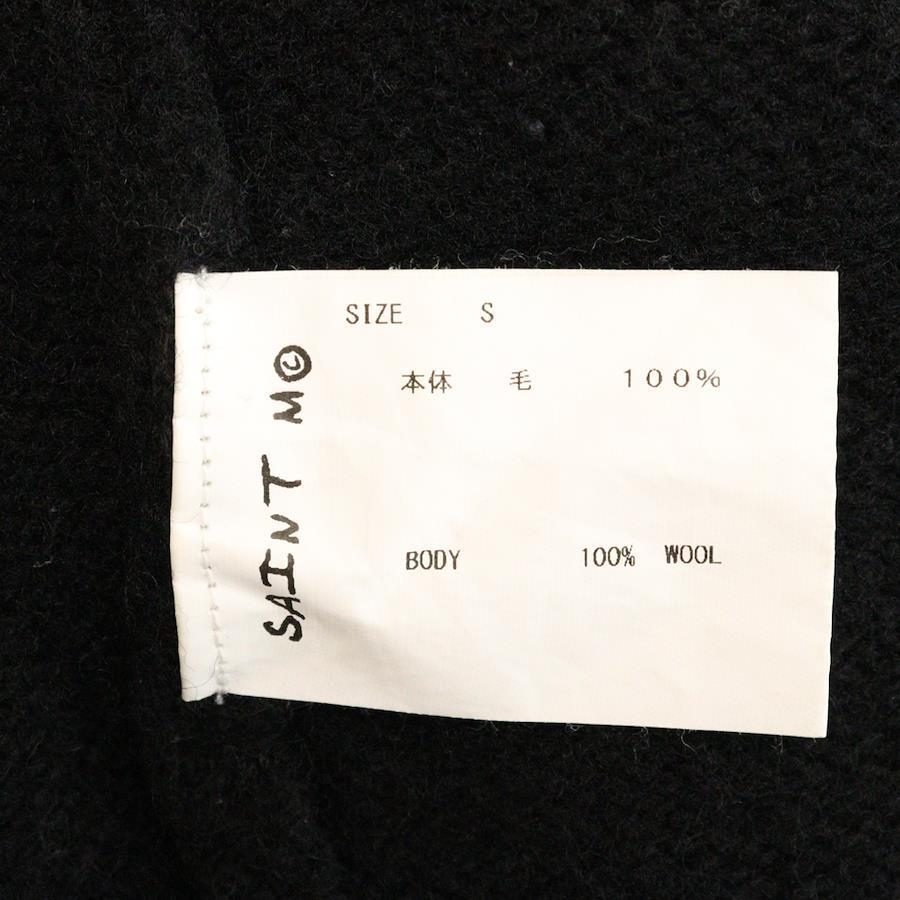 SIZE S
本体 毛 １００％
BODY 100% WOOL
SAINT M©